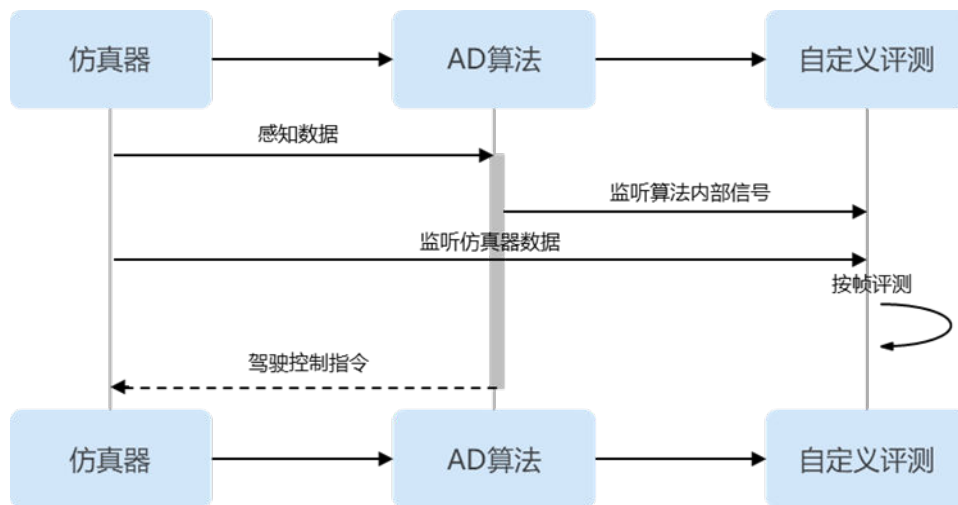 仿真器
AD算法
自定义评测
感知数据
监听算法内部信号
监听仿真器数据
按帧评测
驾驶控制指令
仿真器
AD算法
自定义评测